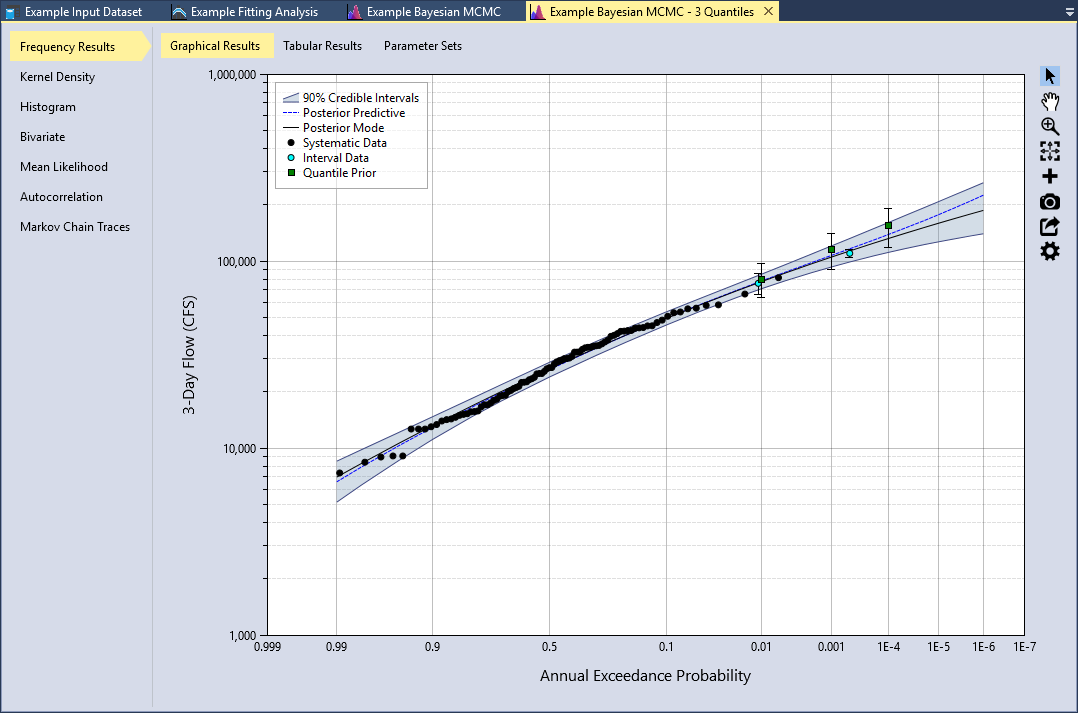 Example Input Dataset
Example Fitting Analysis
Example Bayesian MCMC
Example Bayesian MCMC - 3 Quantiles
Frequency Results
Kernel Density
Histogram
Bivariate
Mean Likelihood
Autocorrelation
Markov Chain Traces
Graphical Results
Tabular Results
Parameter Sets
90% Credible Intervals
Posterior Predictive
Posterior Mode
Systematic Data
Interval Data
Quantile Prior
3-Day Flow (CFS)
1,000,000
100,000
10,000
1,000
0.999
0.99
0.9
0.5
0.1
0.01
0.001
1E-4
1E-5
1E-6
1E-7
Annual Exceedance Probability